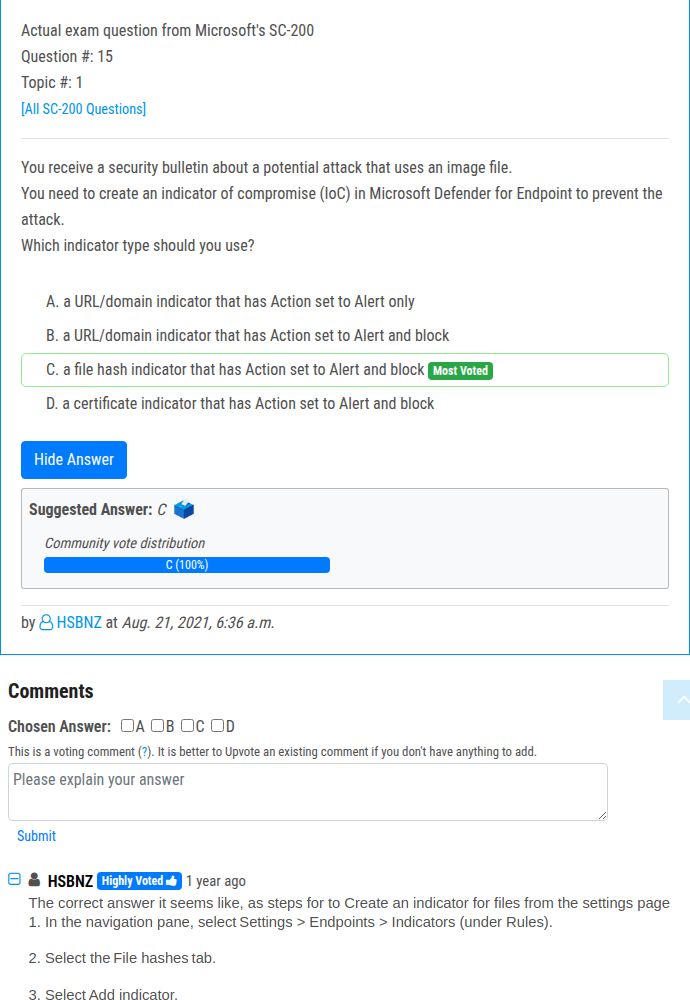 Actual exam question from Microsoft's SC-200
Question #: 15
Topic #: 1
[All SC-200 Questions]
You receive a security bulletin about a potential attack that uses an image file.
You need to create an indicator of compromise (IoC) in Microsoft Defender for Endpoint to prevent the
attack.
Which indicator type should you use?
A. a URL/domain indicator that has Action set to Alert only
B. a URL/domain indicator that has Action set to Alert and block
C. a file hash indicator that has Action set to Alert and block Most Voted
D. a certificate indicator that has Action set to Alert and block
Hide Answer
Suggested Answer: C
Community vote distribution
C (100%)
by HSBNZ at Aug. 21, 2021, 6:36 a.m.
Comments
Chosen Answer: A B C D
This is a voting comment (?). It is better to Upvote an existing comment if you don't have anything to add.
Please explain your answer
Submit
HSBNZ Highly Voted 1 year ago
The correct answer it seems like, as steps for to Create an indicator for files from the settings page
1. In the navigation pane, select Settings > Endpoints > Indicators (under Rules).
2. Select the File hashes tab.
3. Select Add indicator.